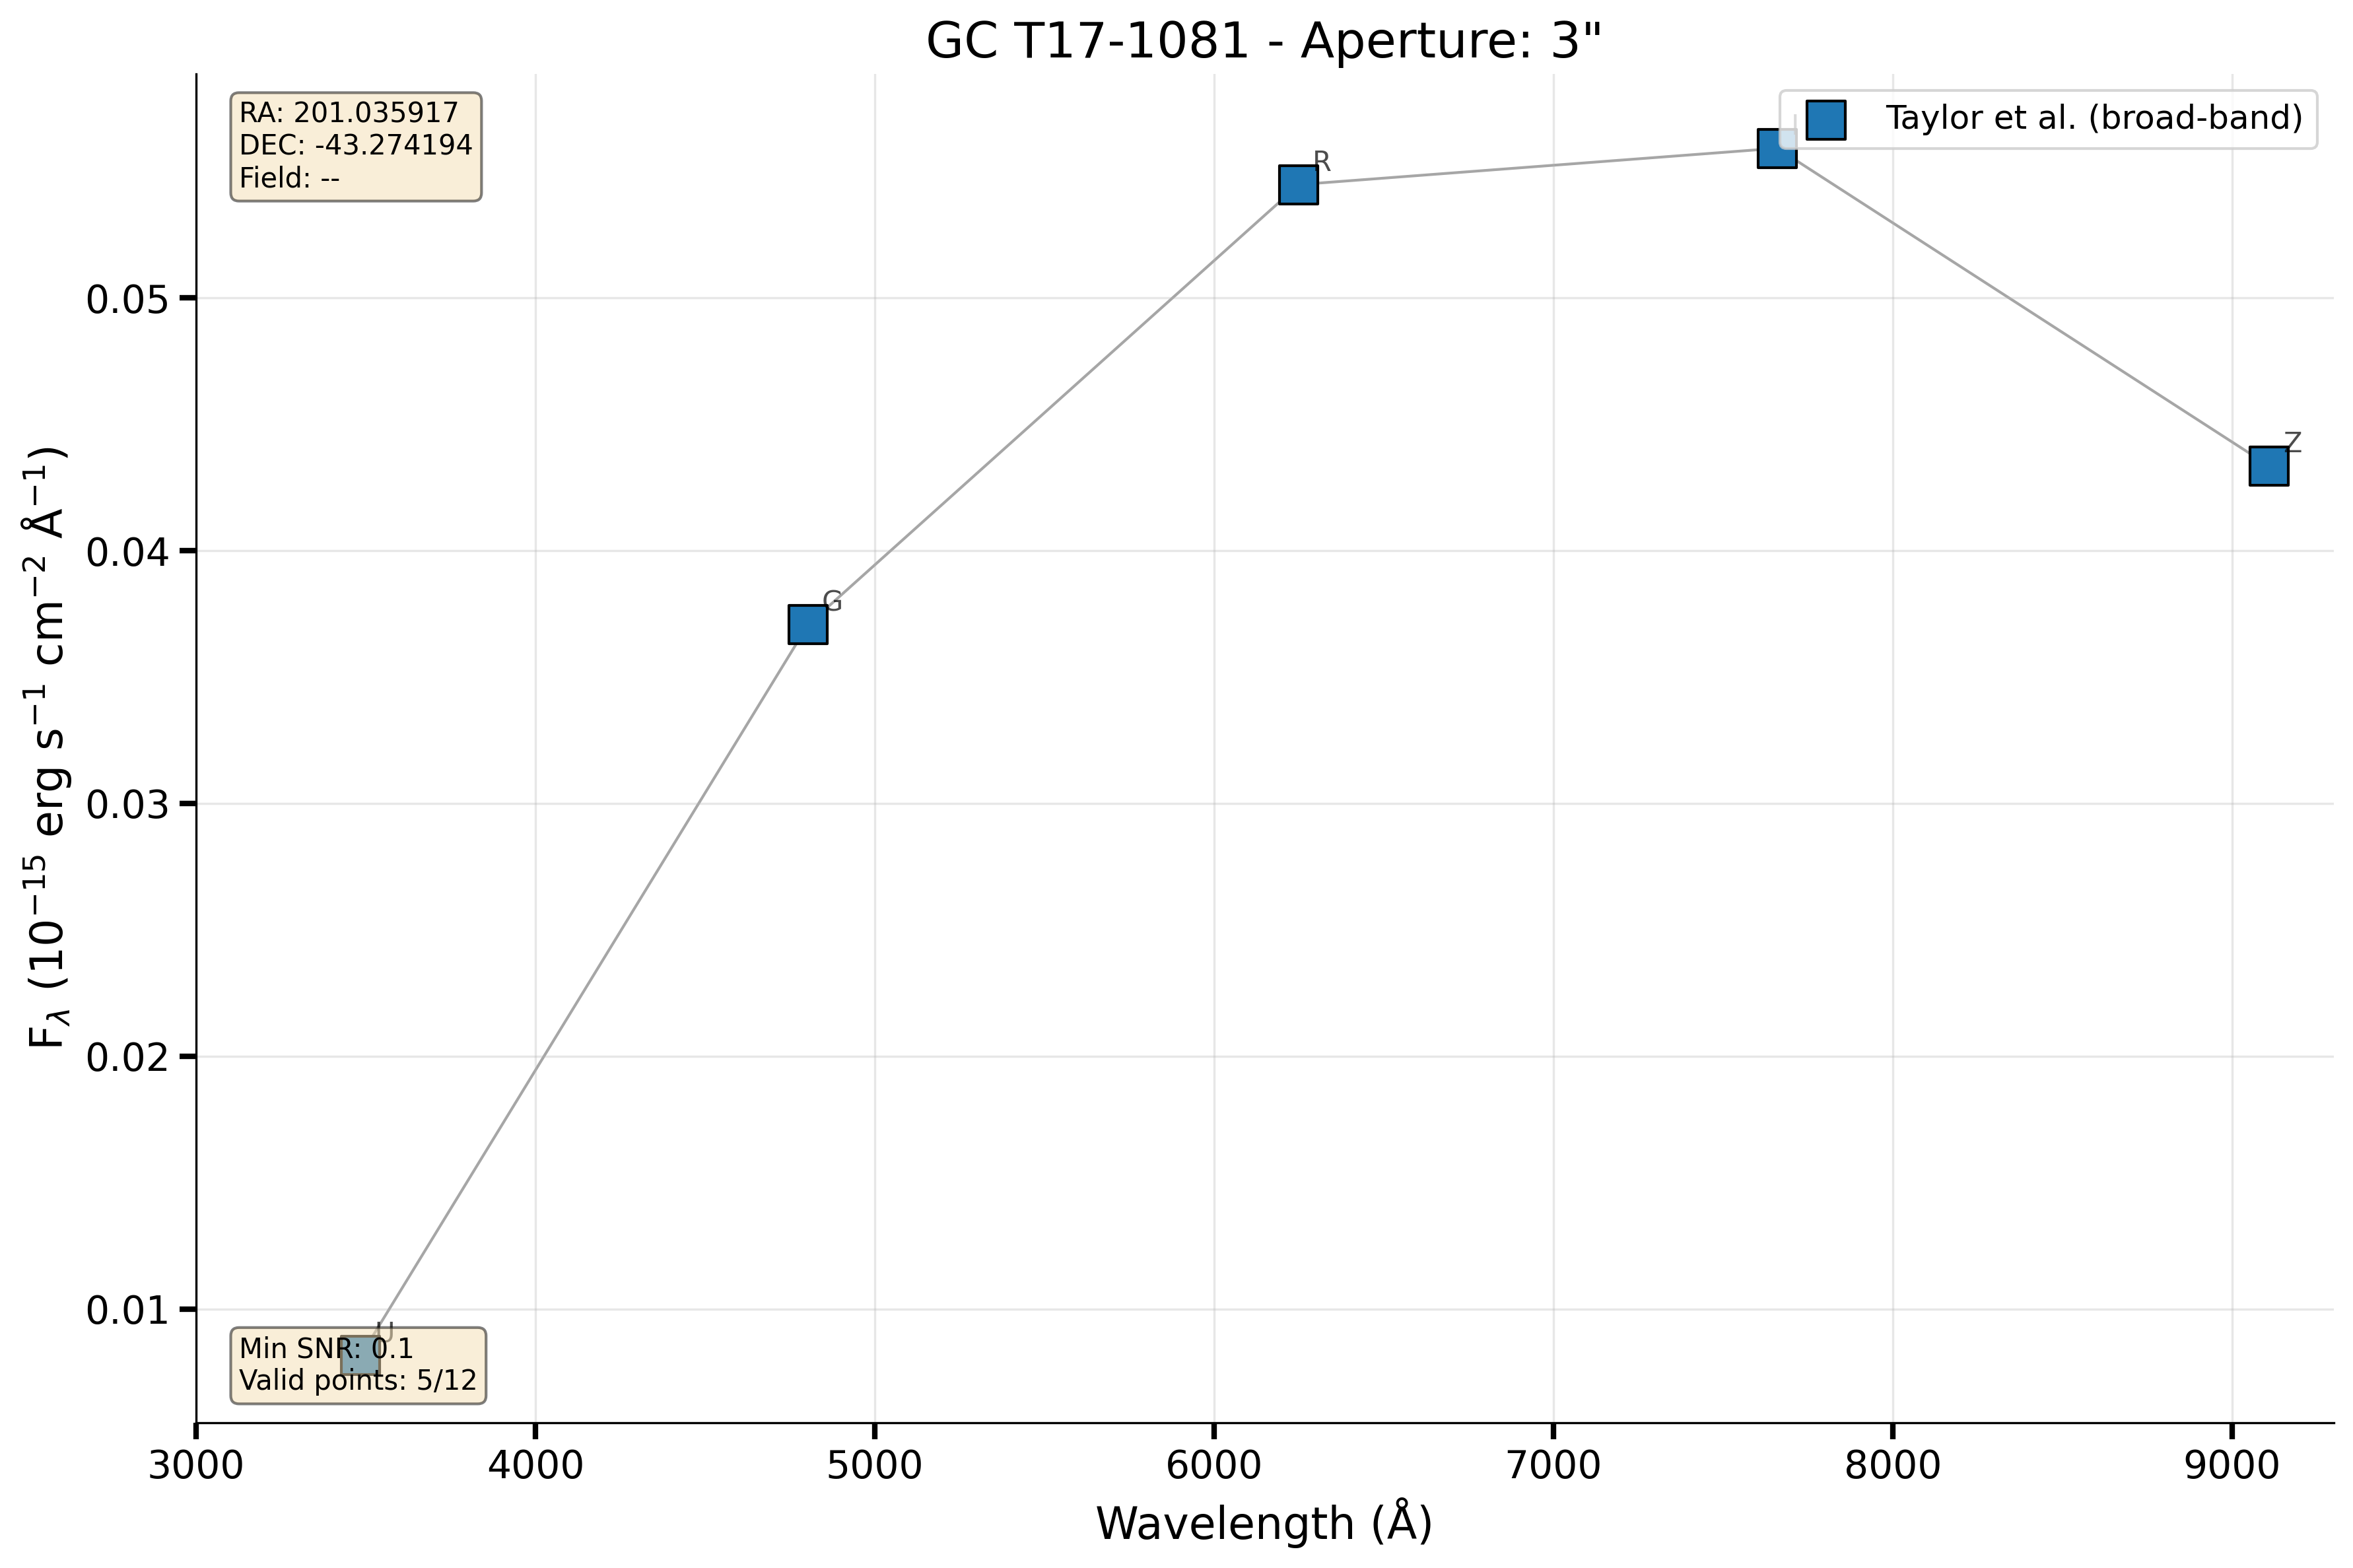 GC T17-1081 - Aperture: 3"
RA: 201.035917
DEC: -43.274194
Field: --
Taylor et al. (broad-band)
I
R
Z
G
U
Min SNR: 0.1
Valid points: 5/12
F_λ (10⁻¹⁵ erg s⁻¹ cm⁻² Å⁻¹)
0.05
0.04
0.03
0.02
0.01
3000 4000 5000 6000 7000 8000 9000
Wavelength (Å)